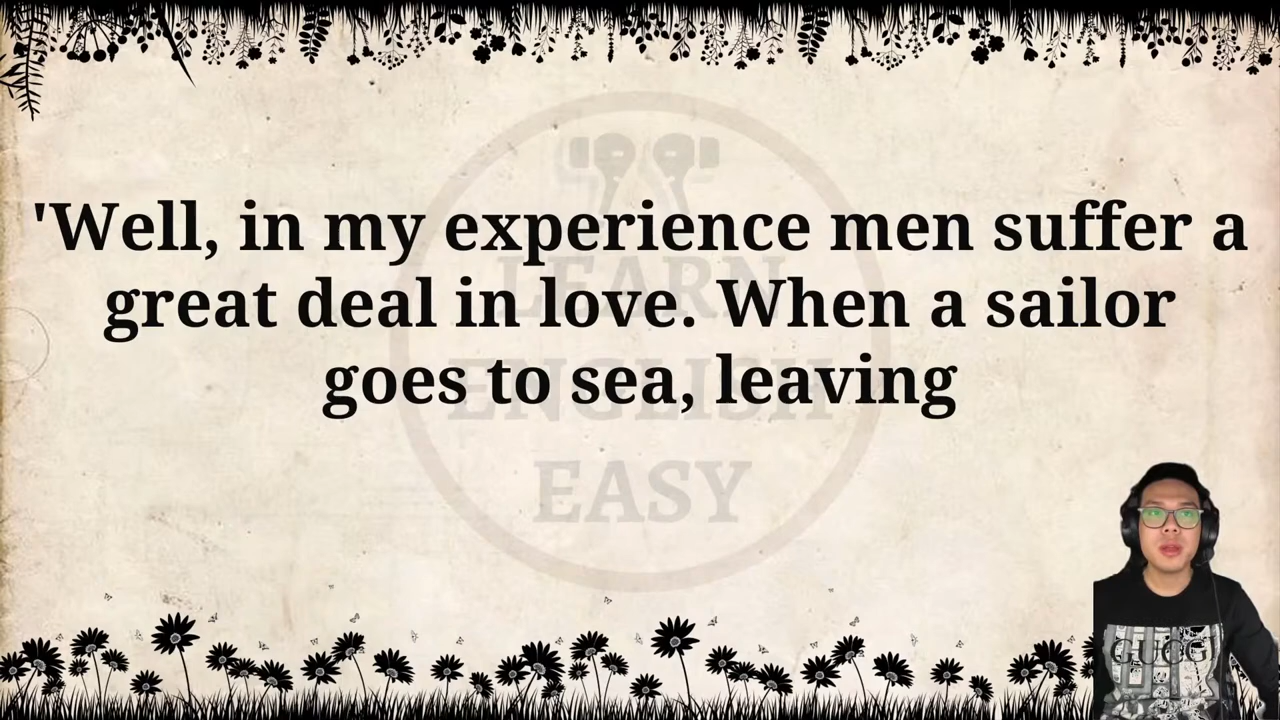 'Well, in my experience men suffer a
great deal in love. When a sailor
goes to sea, leaving
LEARN
ENGLISH
EASY
GUCCI